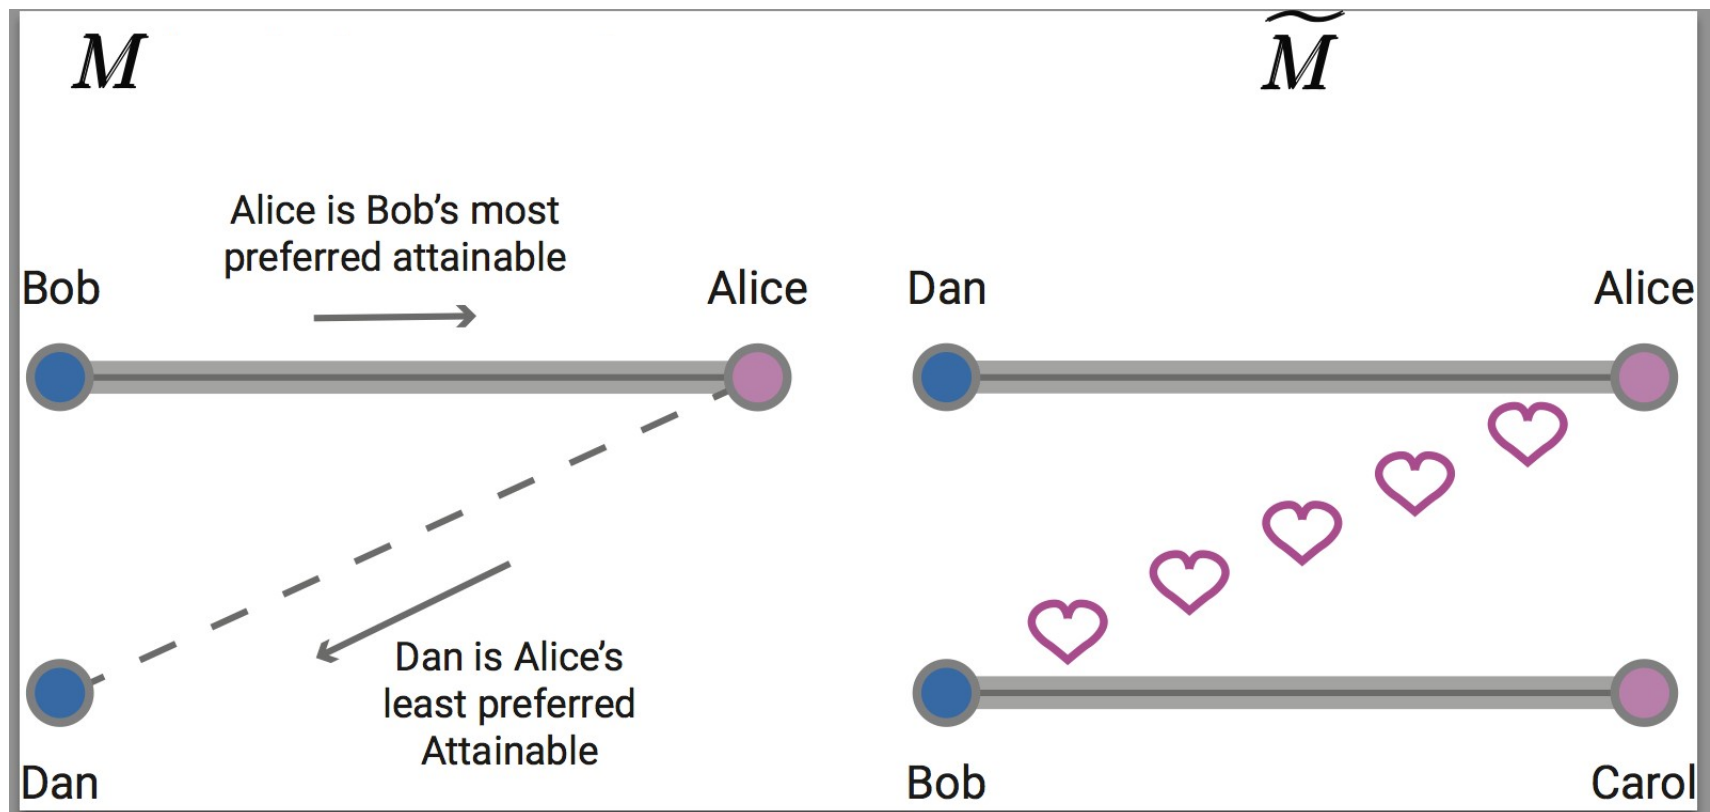 M
M̃
Alice is Bob's most
preferred attainable
Bob
Alice
Dan
Alice
Dan is Alice's
least preferred
Attainable
Dan
Bob
Carol